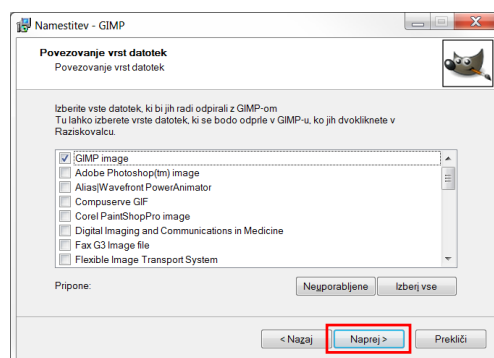 Namestitev - GIMP
Povezovanje vrst datotek
Povezovanje vrst datotek
Izberite vste datotek, ki bi jih radi odpirali z GIMP-om
Tu lahko izberete vrste datotek, ki se bodo odprle v GIMP-u, ko jih dvokliknete v
Raziskovalcu.
GIMP image
Adobe Photoshop(tm) image
Alias|Wavefront PowerAnimator
Compuserve GIF
Corel PaintShopPro image
Digital Imaging and Communications in Medicine
Fax G3 Image file
Flexible Image Transport System
Pripone:
Neuporabljene
Izberi vse
< Nazaj
Naprej >
Prekliči